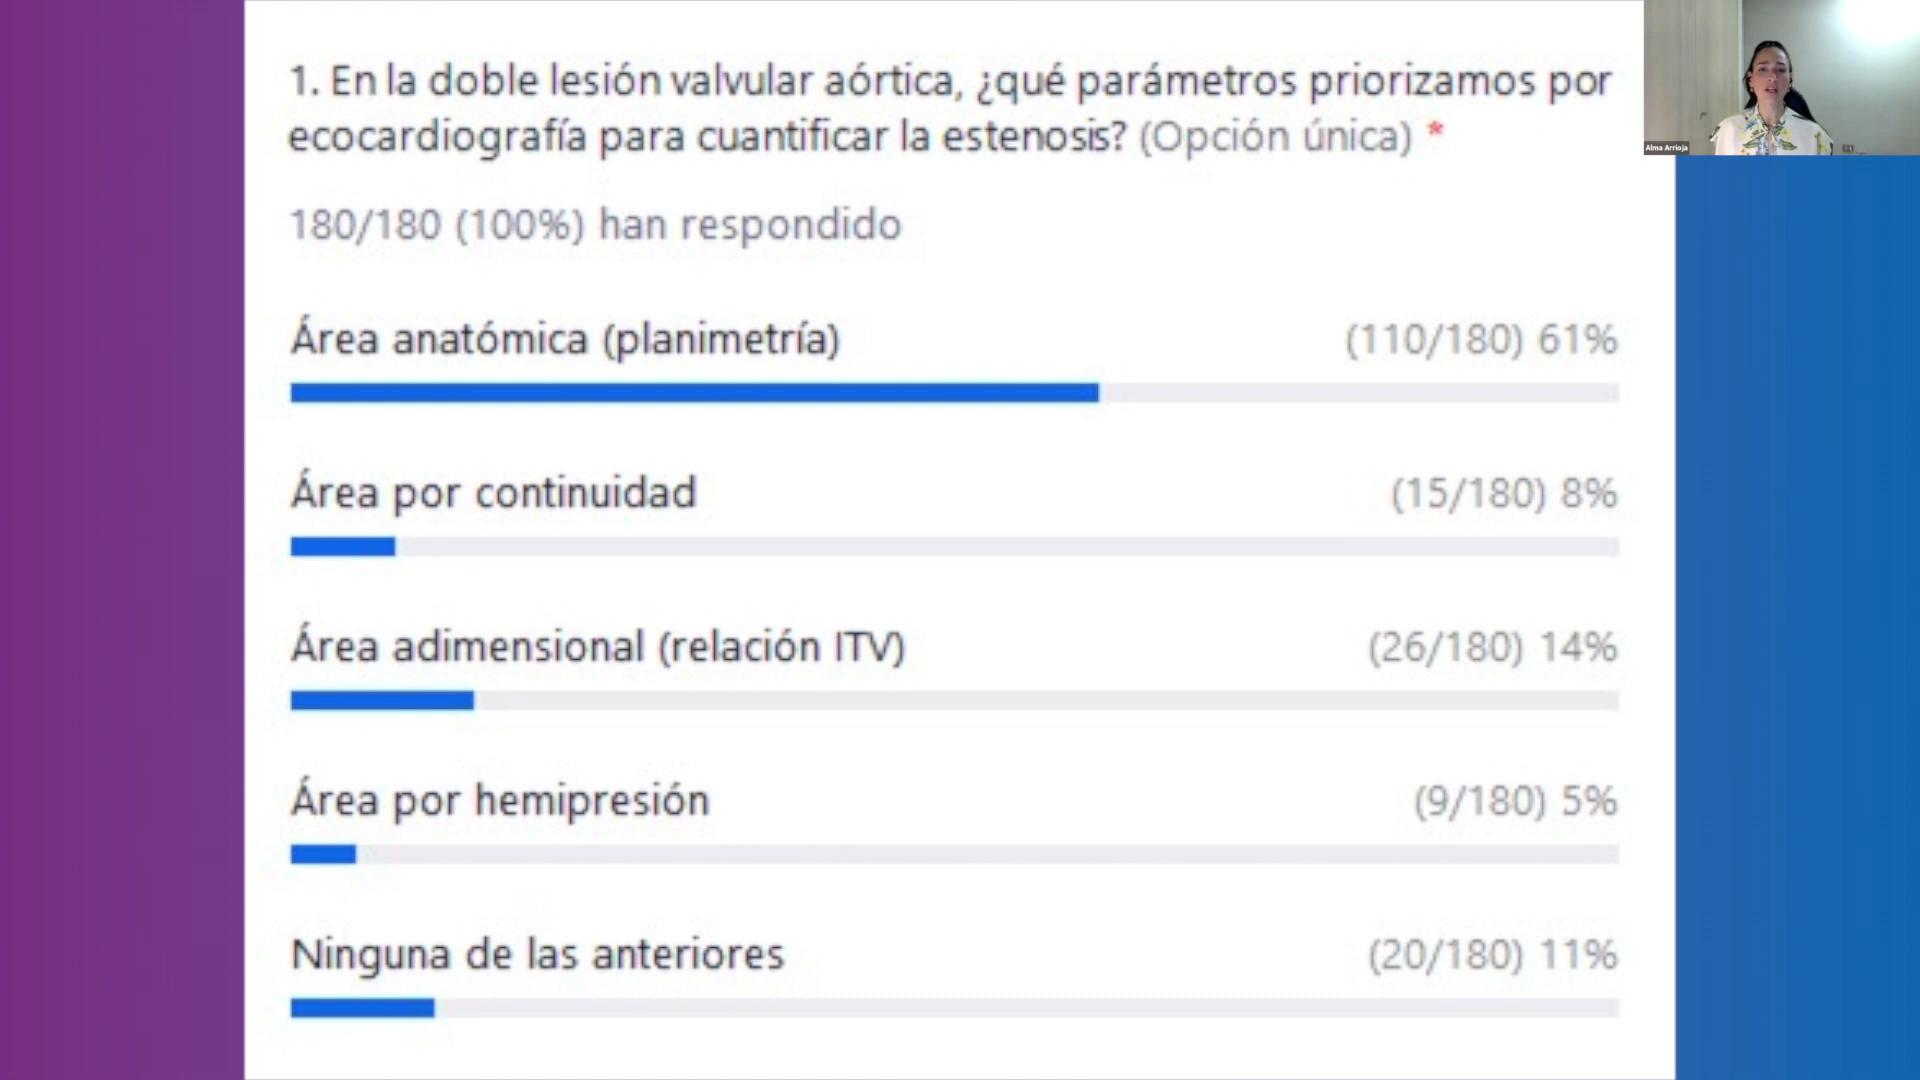 1. En la doble lesión valvular aórtica, ¿qué parámetros priorizamos por
ecocardiografía para cuantificar la estenosis? (Opción única) *
180/180 (100%) han respondido
Área anatómica (planimetría) (110/180) 61%
Área por continuidad (15/180) 8%
Área adimensional (relación ITV) (26/180) 14%
Área por hemipresión (9/180) 5%
Ninguna de las anteriores (20/180) 11%
Alma Arrioja